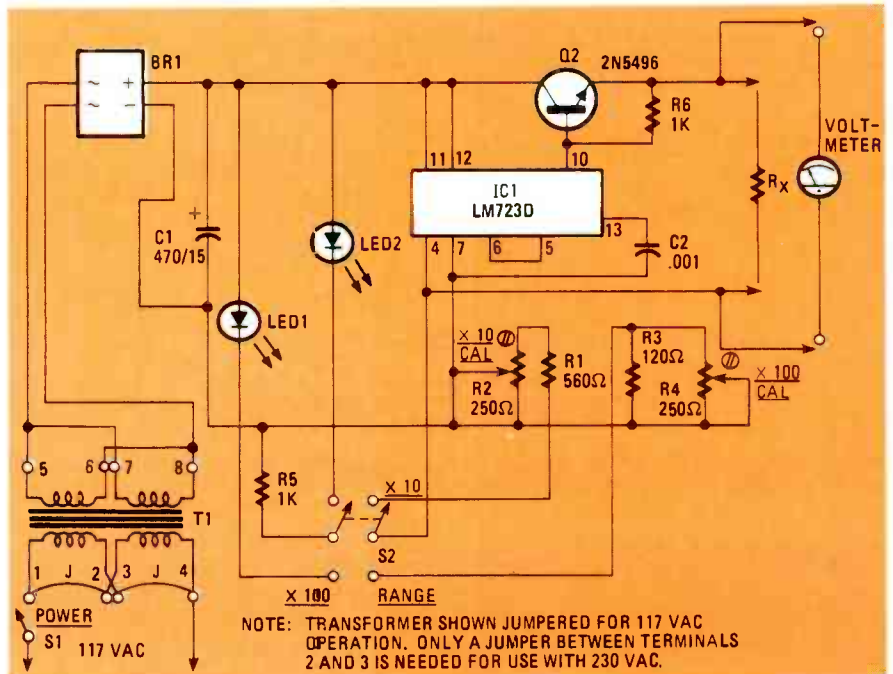 BR1
Q2
2N5496
R6
1K
VOLT-
METER
11
12
10
IC1
LM723D
RX
13
C1
470/15
4
7
6
5
C2
.001
LED2
LED1
X 10
CAL
R2
250Ω
R1
560Ω
R3
120Ω
R4
250Ω
X 100
CAL
5
6
7
8
R5
1K
X 10
T1
S2
1
J
2
3
J
4
X 100
RANGE
POWER
S1
117 VAC
NOTE: TRANSFORMER SHOWN JUMPERED FOR 117 VAC
OPERATION. ONLY A JUMPER BETWEEN TERMINALS
2 AND 3 IS NEEDED FOR USE WITH 230 VAC.